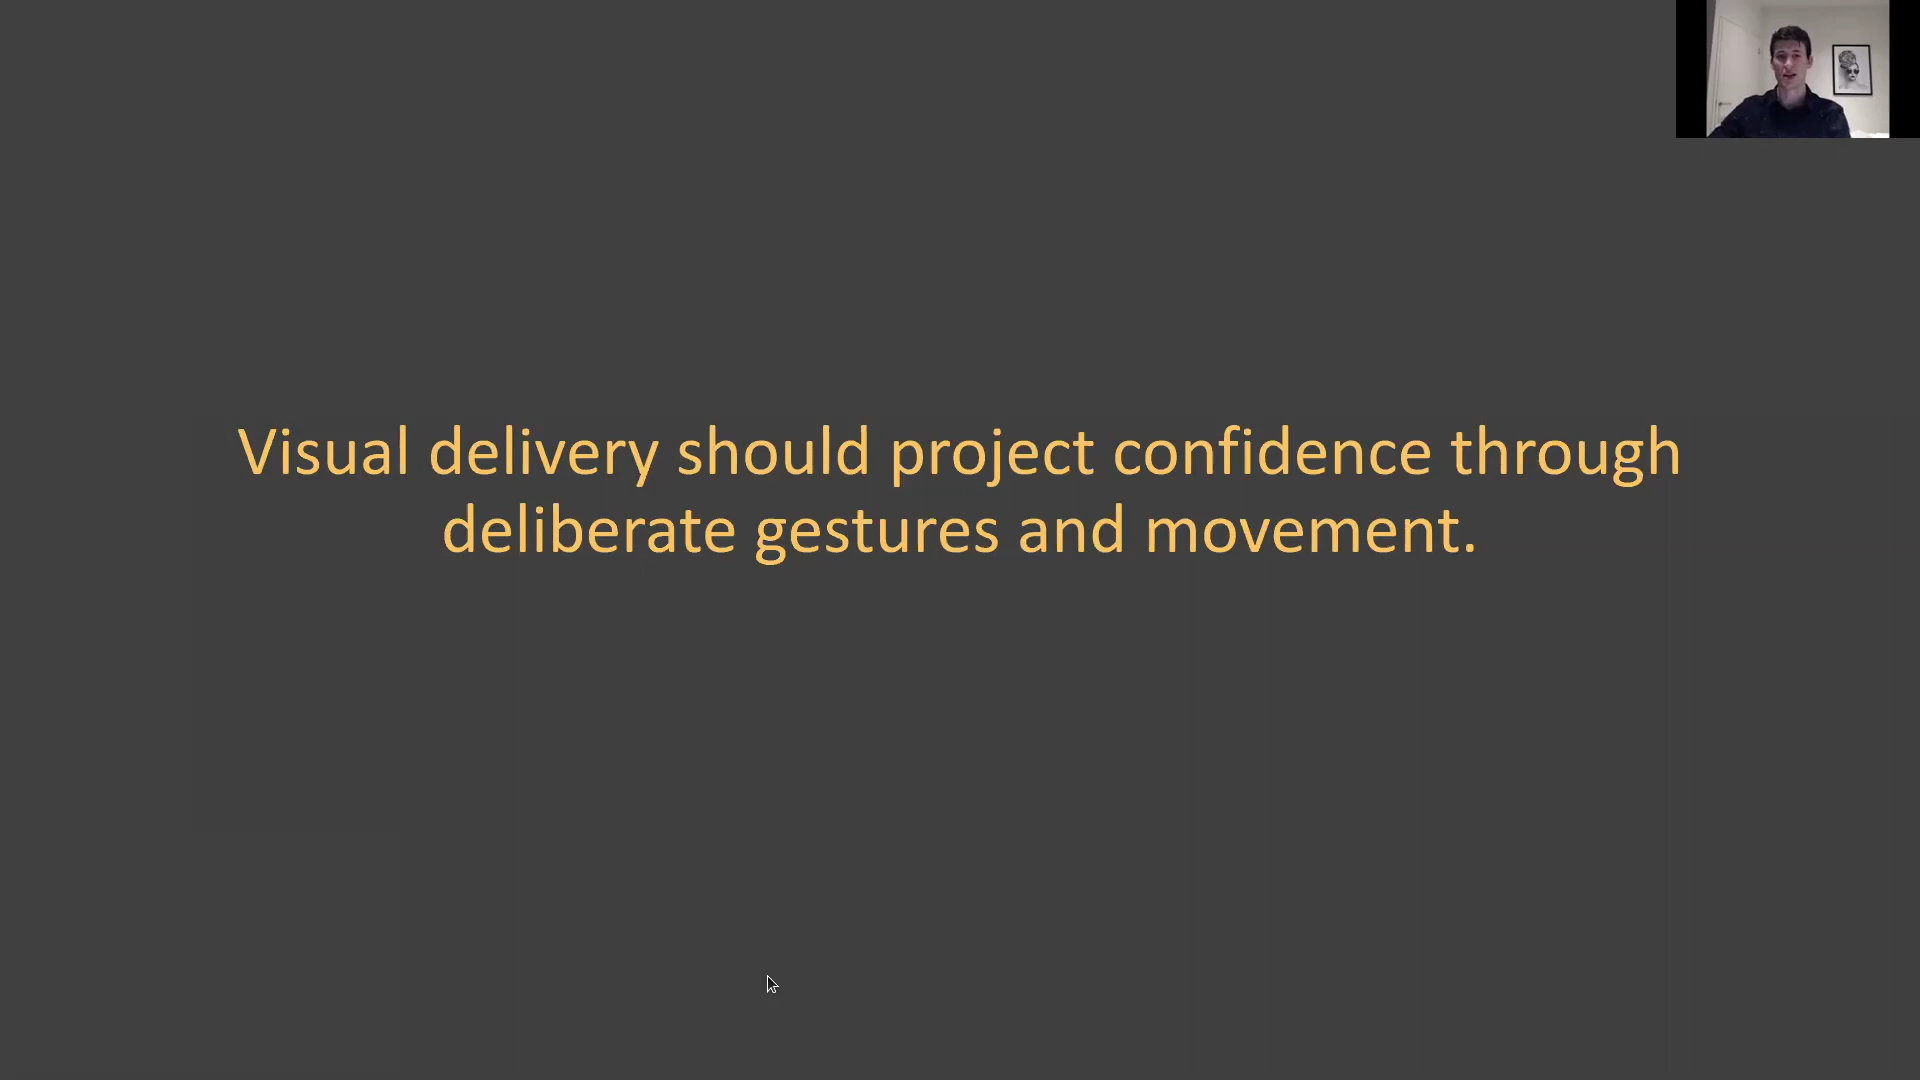 Visual delivery should project confidence through
deliberate gestures and movement.